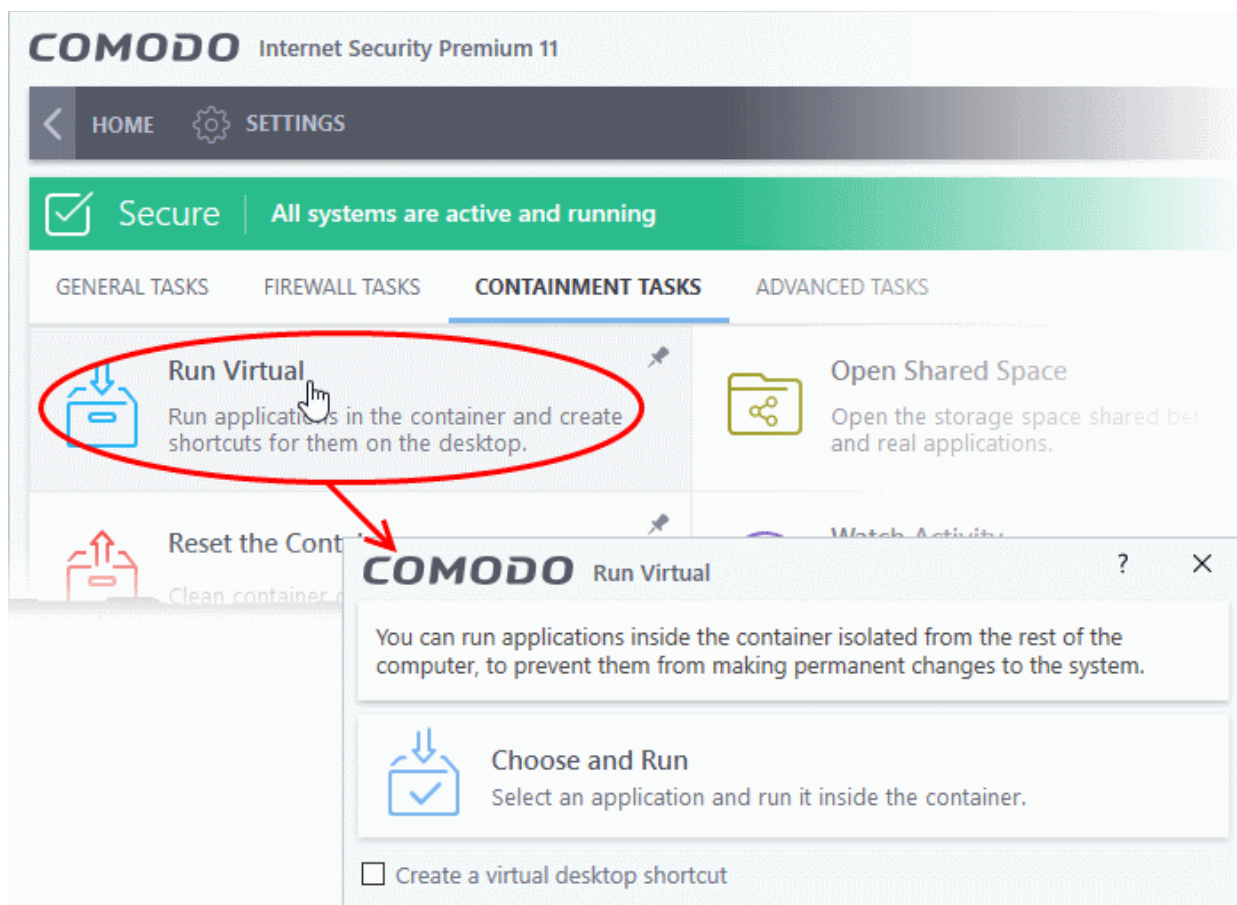 COMODO Internet Security Premium 11
HOME SETTINGS
Secure All systems are active and running
GENERAL TASKS FIREWALL TASKS CONTAINMENT TASKS ADVANCED TASKS
Run Virtual
Run applications in the container and create
shortcuts for them on the desktop.
Open Shared Space
Open the storage space shared
and real applications.
Reset the
Clean container
Watch Activity
COMODO Run Virtual ?
You can run applications inside the container isolated from the rest of the
computer, to prevent them from making permanent changes to the system.
Choose and Run
Select an application and run it inside the container.
Create a virtual desktop shortcut